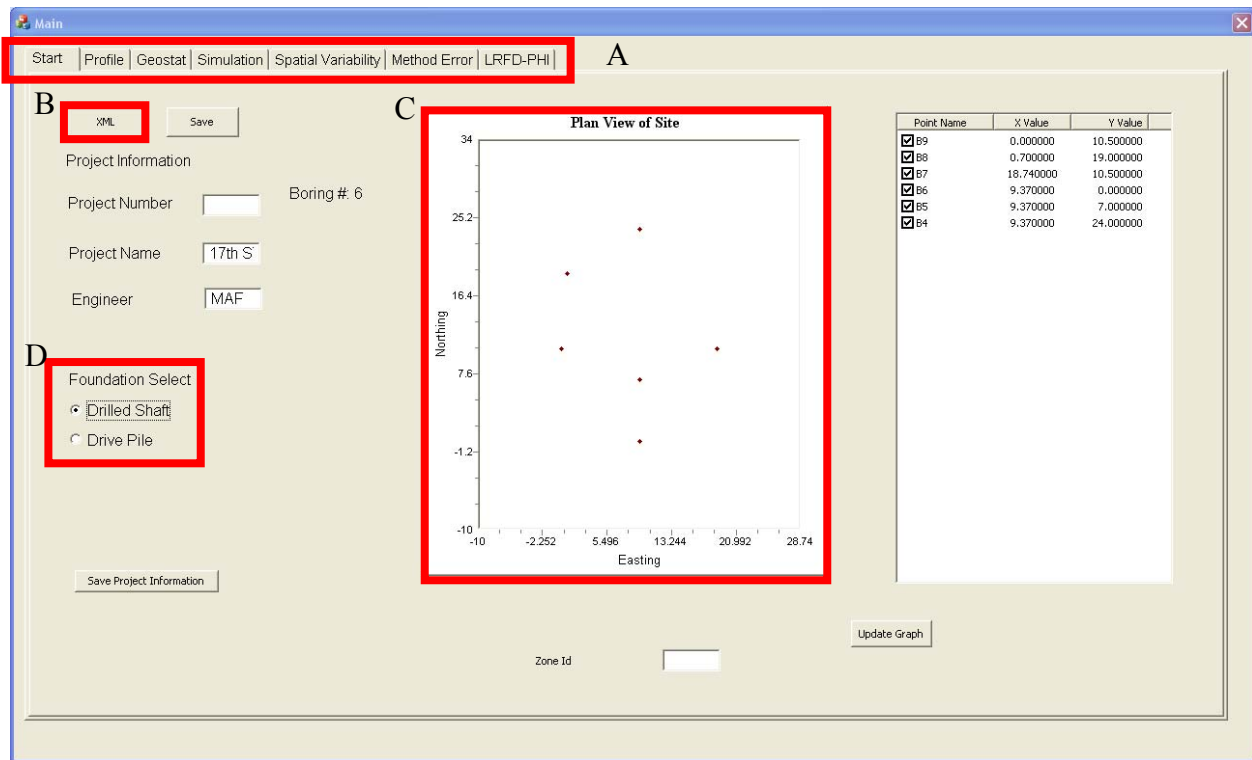 Main
Start Profile Geostat Simulation Spatial Variability Method Error LRFD-PHI
A
B
XML
Save
Project Information
Boring #: 6
Project Number
Project Name 17th S
Engineer MAF
D
Foundation Select
Drilled Shaft
Drive Pile
Save Project Information
C
Plan View of Site
34
25.2
16.4
7.6
-1.2
-10
Northing
-10 -2.252 5.496 13.244 20.992 28.74
Easting
Point Name X Value Y Value
B9 0.000000 10.500000
B8 0.700000 19.000000
B7 18.740000 10.500000
B6 9.370000 0.000000
B5 9.370000 7.000000
B4 9.370000 24.000000
Update Graph
Zone Id